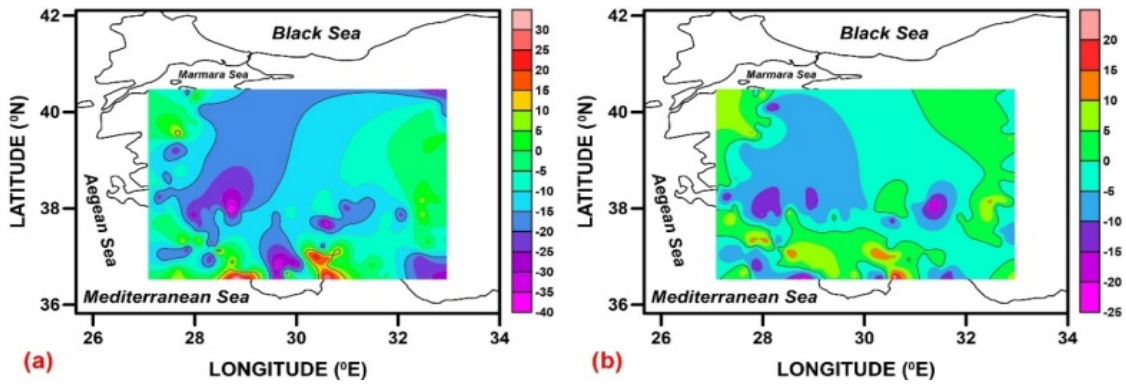 42
40
38
36
LATITUDE (⁰N)
Black Sea
Marmara Sea
Aegean Sea
Mediterranean Sea
26 28 30 32 34
LONGITUDE (⁰E)
(a)
30
25
20
15
10
5
0
-5
-10
-15
-20
-25
-30
-35
-40
42
40
38
36
LATITUDE (⁰N)
Black Sea
Marmara Sea
Aegean Sea
Mediterranean Sea
26 28 30 32 34
LONGITUDE (⁰E)
(b)
20
15
10
5
0
-5
-10
-15
-20
-25